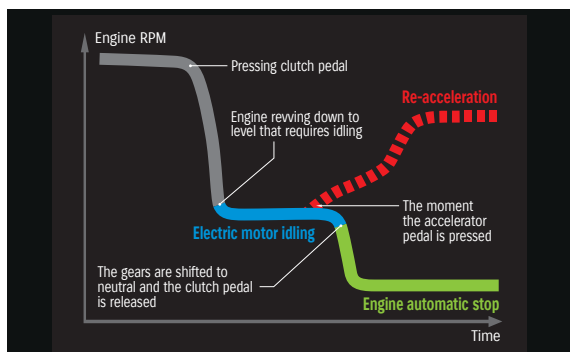 Engine RPM
Pressing clutch pedal
Re-acceleration
Engine revving down to
level that requires idling
The moment
the accelerator
pedal is pressed
Electric motor idling
The gears are shifted to
neutral and the clutch pedal
is released
Engine automatic stop
Time